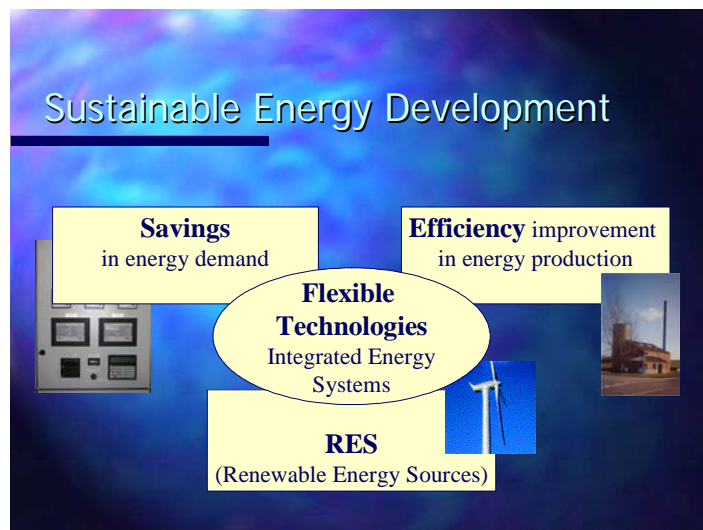 Sustainable Energy Development
Savings
in energy demand
Efficiency improvement
in energy production
Flexible
Technologies
Integrated Energy
Systems
RES
(Renewable Energy Sources)